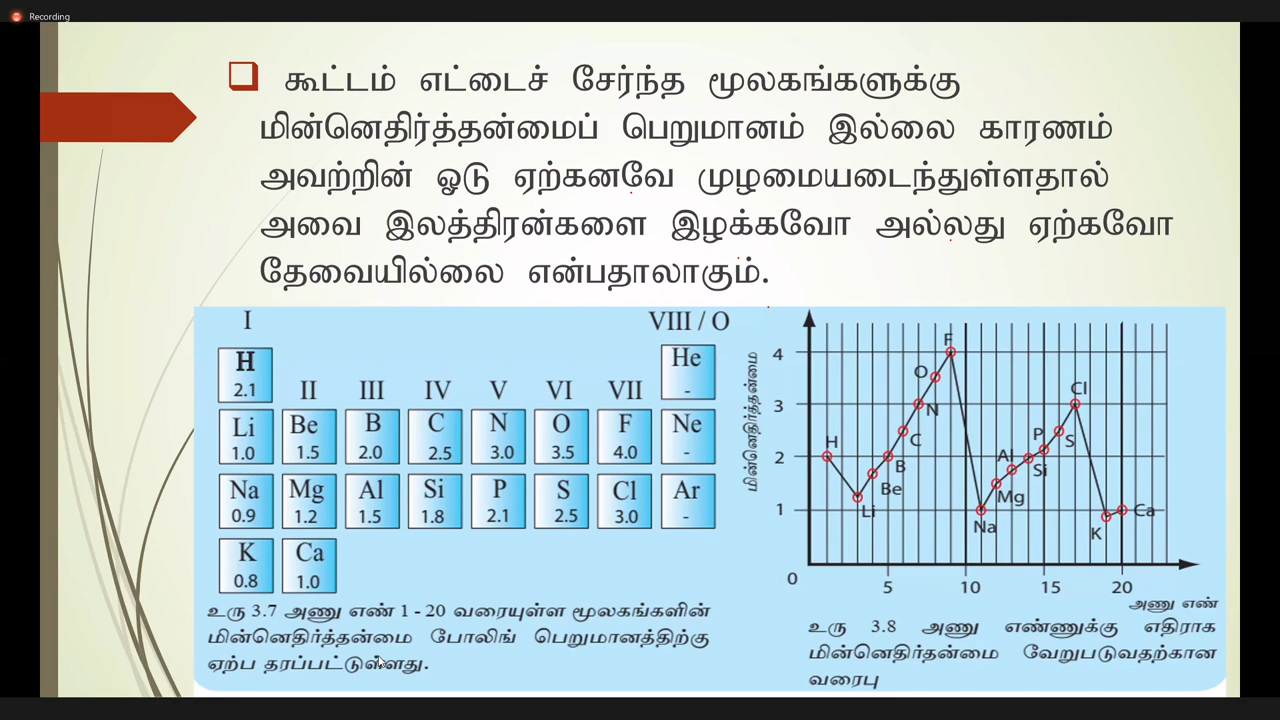 Recording
கூட்டம் எட்டைச் சேர்ந்த மூலகங்களுக்கு
மின்னெதிர்த்தன்மைப் பெறுமானம் இல்லை காரணம்
அவற்றின் ஓடு ஏற்கனவே முழமையடைந்துள்ளதால்
அவை இலத்திரன்களை இழக்கவோ அல்லது ஏற்கவோ
தேவையில்லை என்பதாலாகும்.
I VIII / O
H He
2.1 -
II III IV V VI VII
Li Be B C N O F Ne
1.0 1.5 2.0 2.5 3.0 3.5 4.0 -
Na Mg Al Si P S Cl Ar
0.9 1.2 1.5 1.8 2.1 2.5 3.0 -
K Ca
0.8 1.0
உரு 3.7 அணு எண் 1 - 20 வரையுள்ள மூலகங்களின்
மின்னெதிர்த்தன்மை போலிங் பெறுமானத்திற்கு
ஏற்ப தரப்பட்டுள்ளது.
மின்னெதிர்த்தன்மை
4
3
2
1
0
F
O
N
H
C
B
Be
Li
Cl
P
S
Al
Si
Mg
Na
K
Ca
5 10 15 20
அணு எண்
உரு 3.8 அணு எண்ணுக்கு எதிராக
மின்னெதிர்தன்மை வேறுபடுவதற்கான
வரைபு